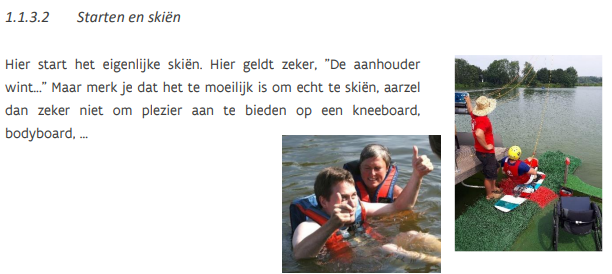 1.1.3.2 Starten en skiën
Hier start het eigenlijke skiën. Hier geldt zeker, ”De aanhouder
wint…” Maar merk je dat het te moeilijk is om echt te skiën, aarzel
dan zeker niet om plezier aan te bieden op een kneeboard,
bodyboard, …